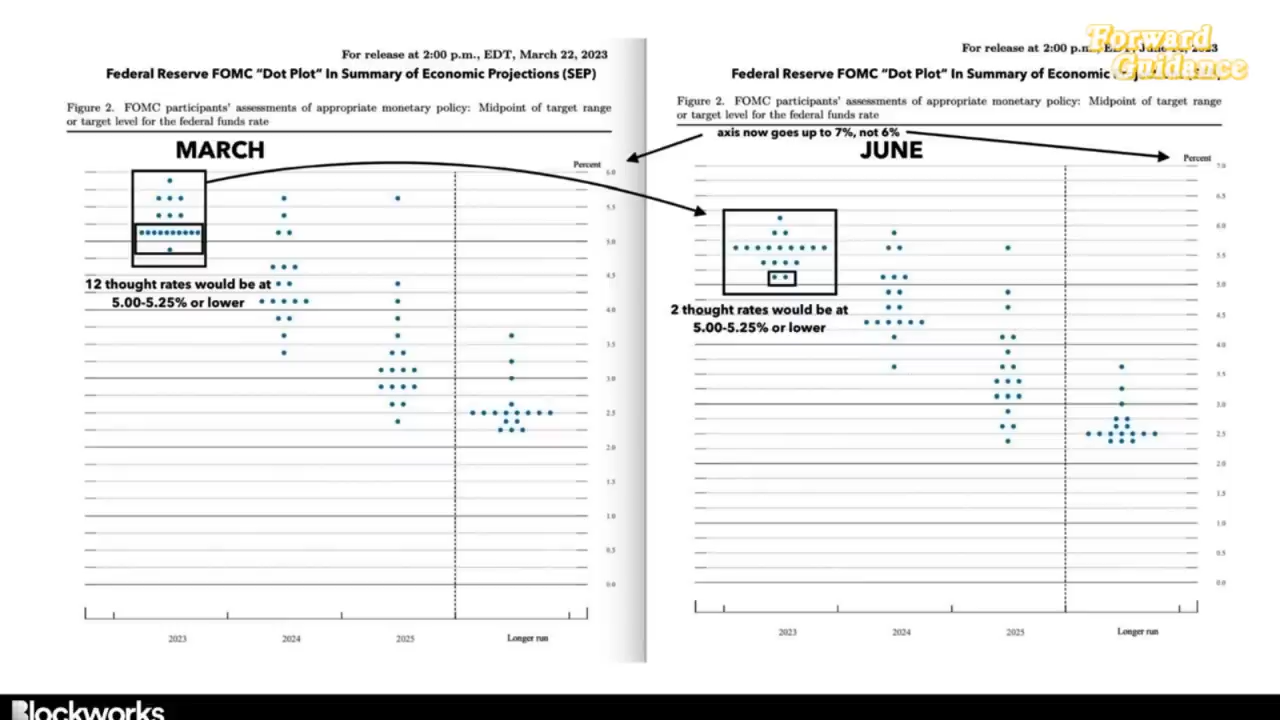 For release at 2:00 p.m., EDT, March 22, 2023
Federal Reserve FOMC “Dot Plot” In Summary of Economic Projections (SEP)
Figure 2. FOMC participants’ assessments of appropriate monetary policy: Midpoint of target range
or target level for the federal funds rate
MARCH
Percent
6.0
5.5
5.0
4.5
4.0
3.5
3.0
2.5
2.0
1.5
1.0
0.5
0.0
12 thought rates would be at
5.00-5.25% or lower
2023 2024 2025 Longer run
For release at 2:00 p.m., 2023
Forward
Guidance
Federal Reserve FOMC “Dot Plot” In Summary of Economic
Figure 2. FOMC participants’ assessments of appropriate monetary policy: Midpoint of target range
or target level for the federal funds rate
axis now goes up to 7%, not 6%
JUNE
Percent
7.0
6.5
6.0
5.5
5.0
4.5
4.0
3.5
3.0
2.5
2.0
1.5
1.0
0.5
0.0
2 thought rates would be at
5.00-5.25% or lower
2023 2024 2025 Longer run
Blockworks